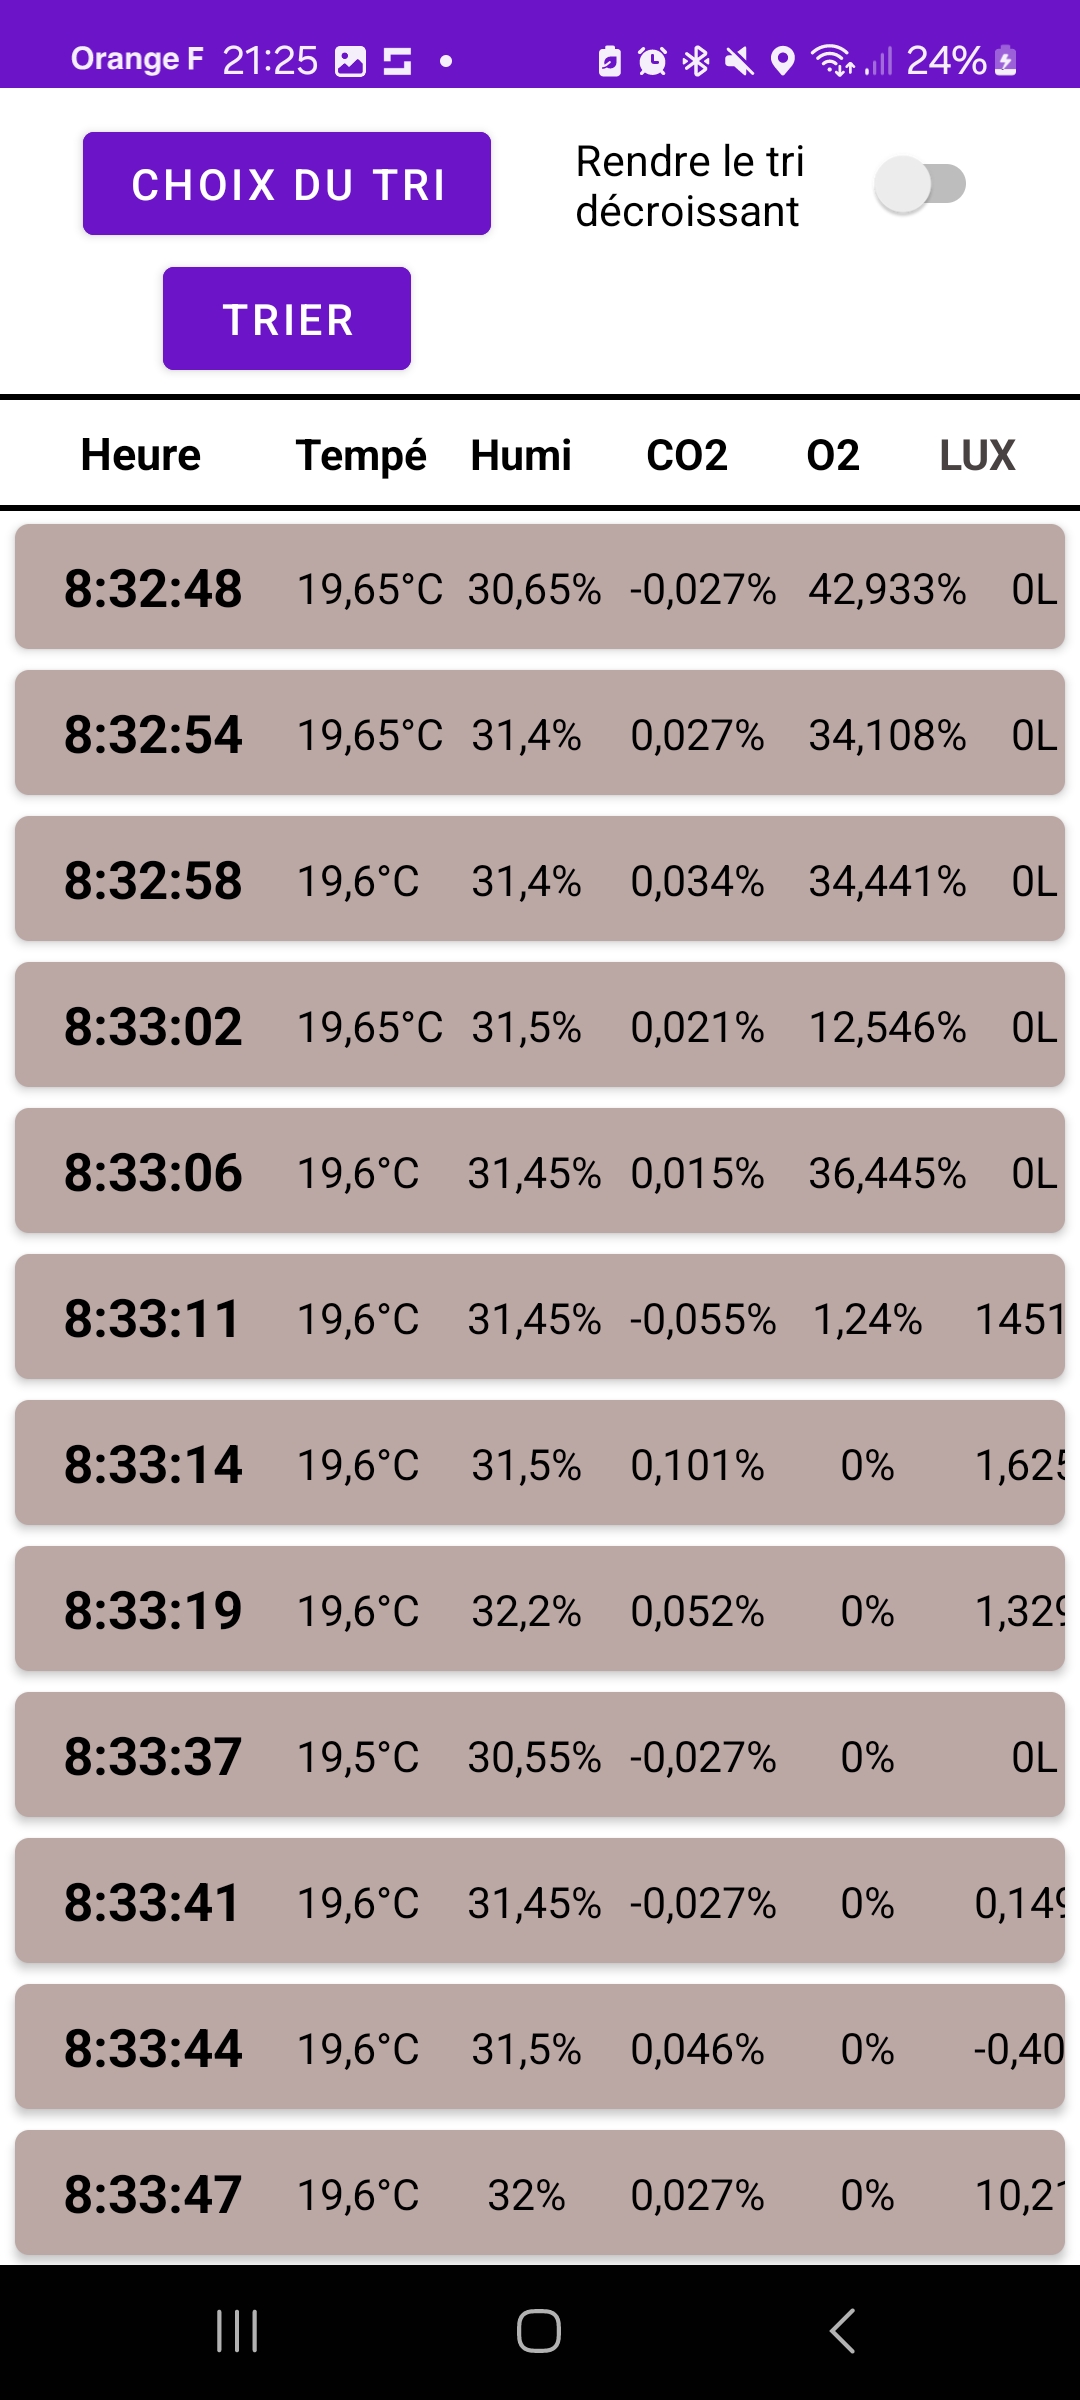 Orange F 21:25 24%
CHOIX DU TRI
Rendre le tri
décroissant
TRIER
Heure Tempé Humi CO2 O2 LUX
8:32:48 19,65°C 30,65% -0,027% 42,933% 0L
8:32:54 19,65°C 31,4% 0,027% 34,108% 0L
8:32:58 19,6°C 31,4% 0,034% 34,441% 0L
8:33:02 19,65°C 31,5% 0,021% 12,546% 0L
8:33:06 19,6°C 31,45% 0,015% 36,445% 0L
8:33:11 19,6°C 31,45% -0,055% 1,24% 1451
8:33:14 19,6°C 31,5% 0,101% 0% 1,625
8:33:19 19,6°C 32,2% 0,052% 0% 1,329
8:33:37 19,5°C 30,55% -0,027% 0% 0L
8:33:41 19,6°C 31,45% -0,027% 0% 0,149
8:33:44 19,6°C 31,5% 0,046% 0% -0,40
8:33:47 19,6°C 32% 0,027% 0% 10,21